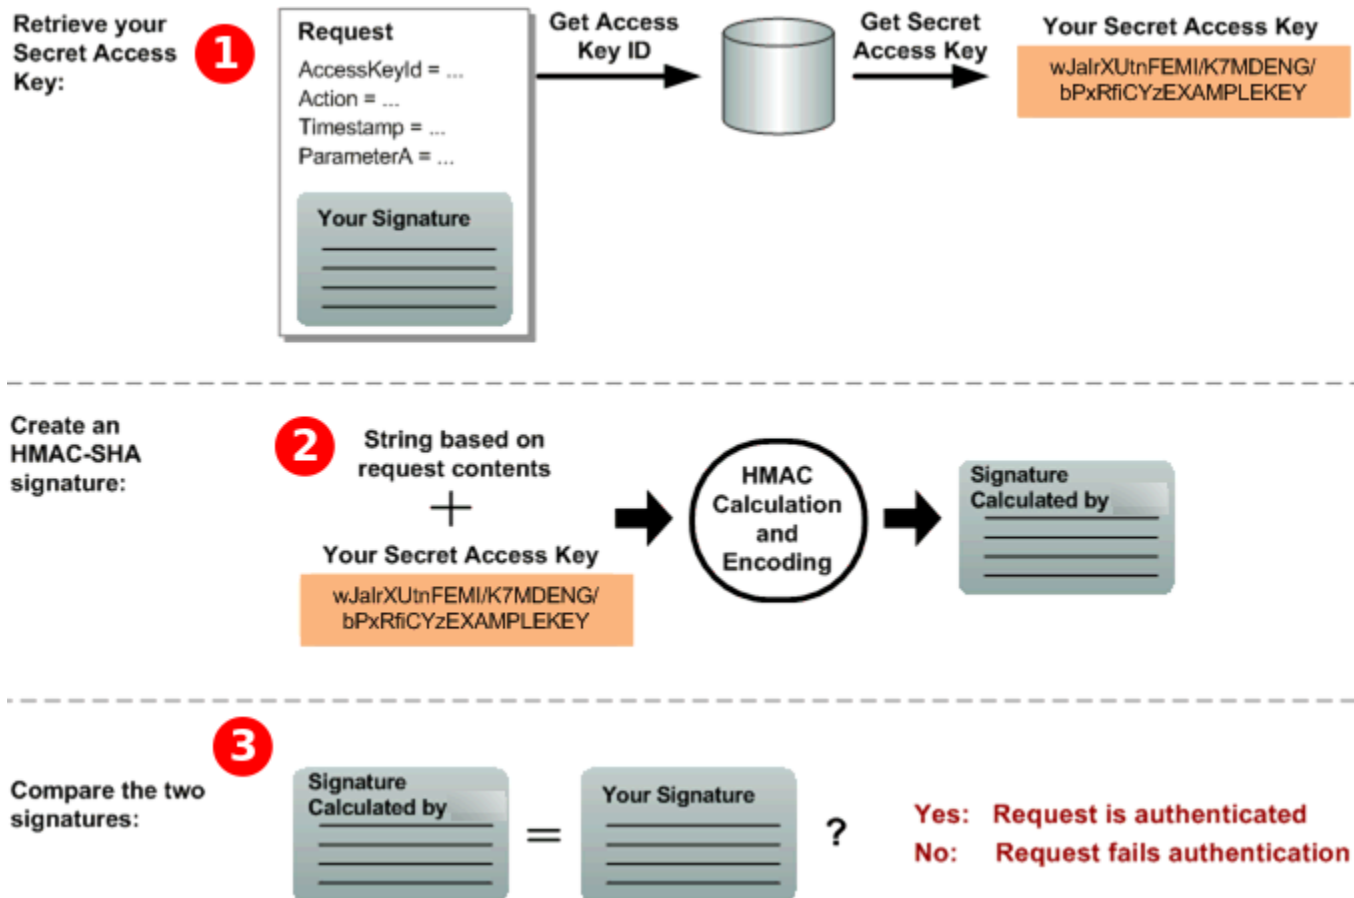 Retrieve your
Secret Access
Key:
1
Request
AccessKeyId = ...
Action = ...
Timestamp = ...
ParameterA = ...
Your Signature
Get Access
Key ID
Get Secret
Access Key
Your Secret Access Key
wJalrXUtnFEMI/K7MDENG/
bPxRfiCYzEXAMPLEKEY
Create an
HMAC-SHA
signature:
2
String based on
request contents
+
Your Secret Access Key
wJalrXUtnFEMI/K7MDENG/
bPxRfiCYzEXAMPLEKEY
HMAC
Calculation
and
Encoding
Signature
Calculated by
3
Compare the two
signatures:
Signature
Calculated by
=
Your Signature
?
Yes: Request is authenticated
No: Request fails authentication